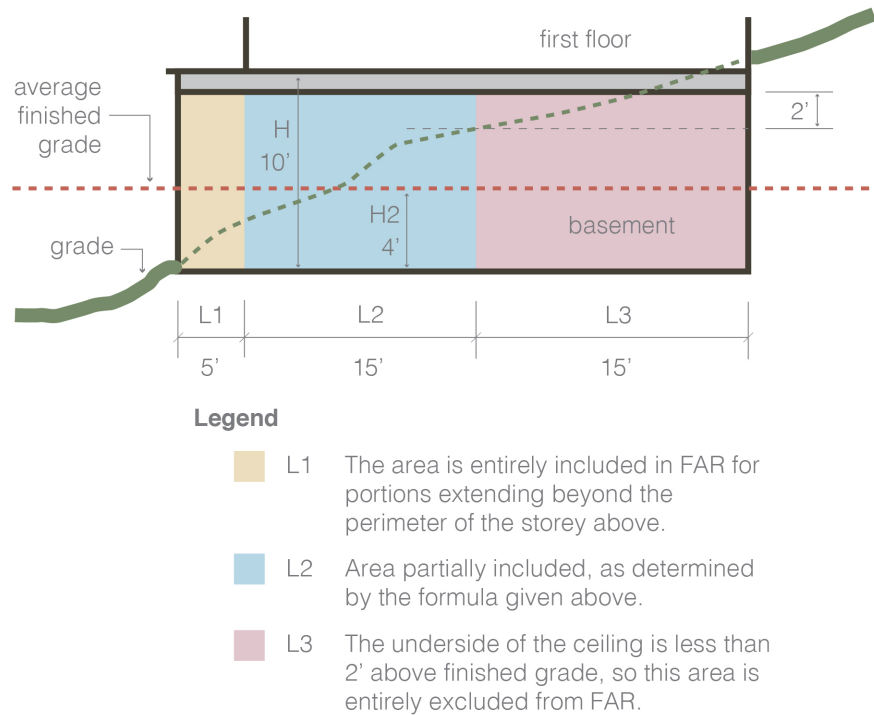 first floor
average
finished
grade
H
10’
2’
H2
4’
basement
grade
L1
L2
L3
5’
15’
15’
Legend
L1
The area is entirely included in FAR for
portions extending beyond the
perimeter of the storey above.
L2
Area partially included, as determined
by the formula given above.
L3
The underside of the ceiling is less than
2’ above finished grade, so this area is
entirely excluded from FAR.